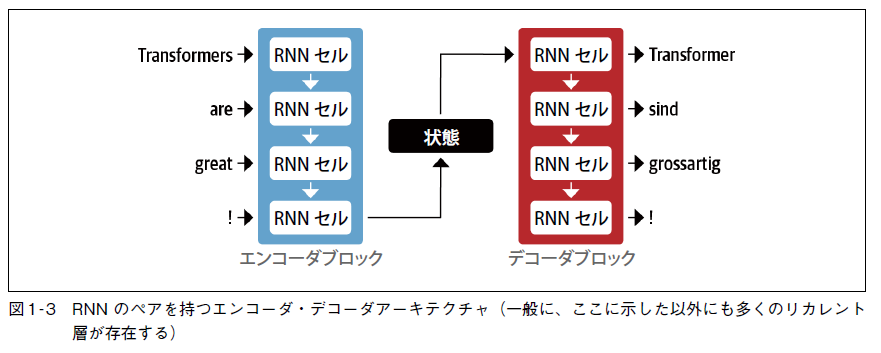 Transformers
RNN セル
Transformer
RNN セル
are
RNN セル
sind
RNN セル
状態
great
RNN セル
grossartig
RNN セル
!
RNN セル
!
RNN セル
エンコーダブロック
デコーダブロック
図1-3 RNN のペアを持つエンコーダ・デコーダアーキテクチャ（一般に、ここに示した以外にも多くのリカレント
層が存在する）